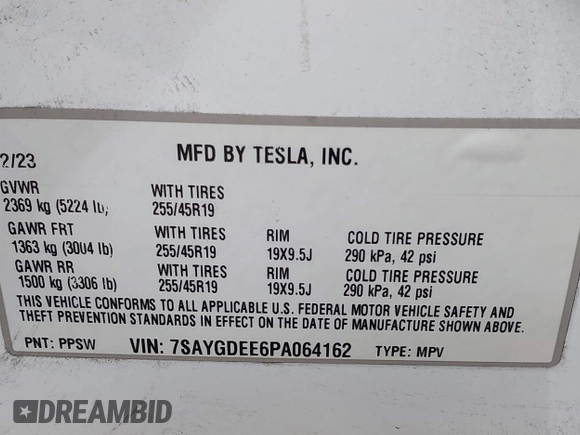 2/23 MFD BY TESLA, INC.
GVWR WITH TIRES
2369 kg (5224 lb) 255/45R19
GAWR FRT WITH TIRES RIM COLD TIRE PRESSURE
1363 kg (3004 lb) 255/45R19 19X9.5J 290 kPa, 42 psi
GAWR RR WITH TIRES RIM COLD TIRE PRESSURE
1500 kg (3306 lb) 255/45R19 19X9.5J 290 kPa, 42 psi
THIS VEHICLE CONFORMS TO ALL APPLICABLE U.S. FEDERAL MOTOR VEHICLE SAFETY AND
THEFT PREVENTION STANDARDS IN EFFECT ON THE DATE OF MANUFACTURE SHOWN ABOVE.
PNT: PPSW VIN: 7SAYGDEE6PA064162 TYPE: MPV
DREAMBID